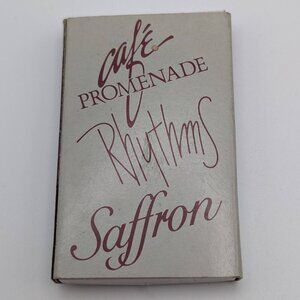 café
PROMENADE
Rhythms
Saffron